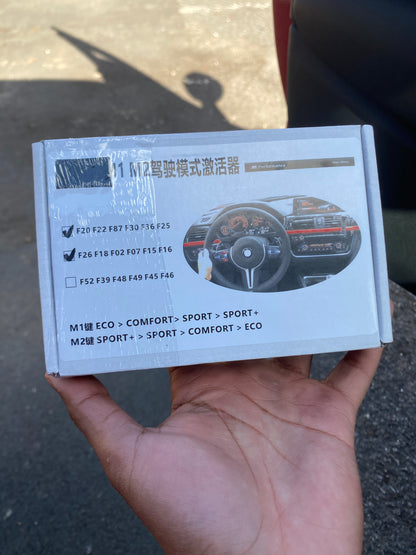 M2驾驶模式激活器
F20 F22 F87 F30 F36 F25
F26 F18 F02 F07 F15 F16
F52 F39 F48 F49 F45 F46
M1键 ECO > COMFORT> SPORT > SPORT+
M2键 SPORT+ > SPORT > COMFORT > ECO